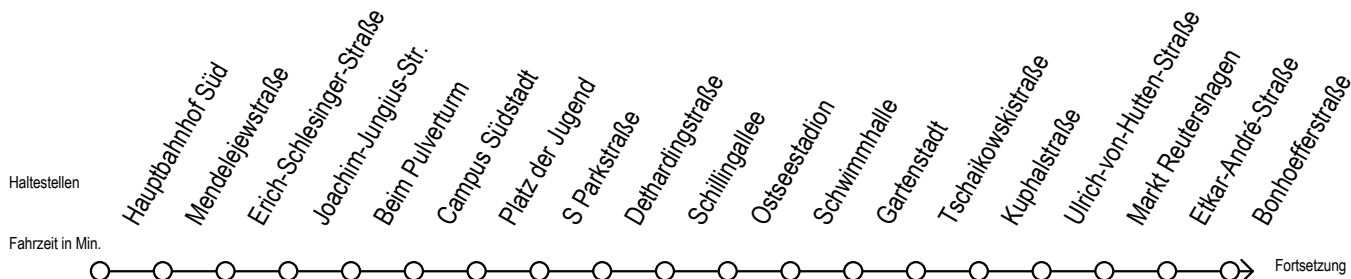 Haltestellen
Hauptbahnhof Süd
Mendelejewstraße
Erich-Schlesinger-Straße
Joachim-Jungius-Str.
Beim Pulverturm
Campus Südstadt
Platz der Jugend
S Parkstraße
Dethardingstraße
Schillingallee
Ostseestadion
Schwimmhalle
Gartenstadt
Tschaikowskistraße
Kuphalstraße
Ulrich-von-Hutten-Straße
Markt Reutershagen
Etkar-André-Straße
Bonhoefferstraße
Fahrzeit in Min.
Fortsetzung